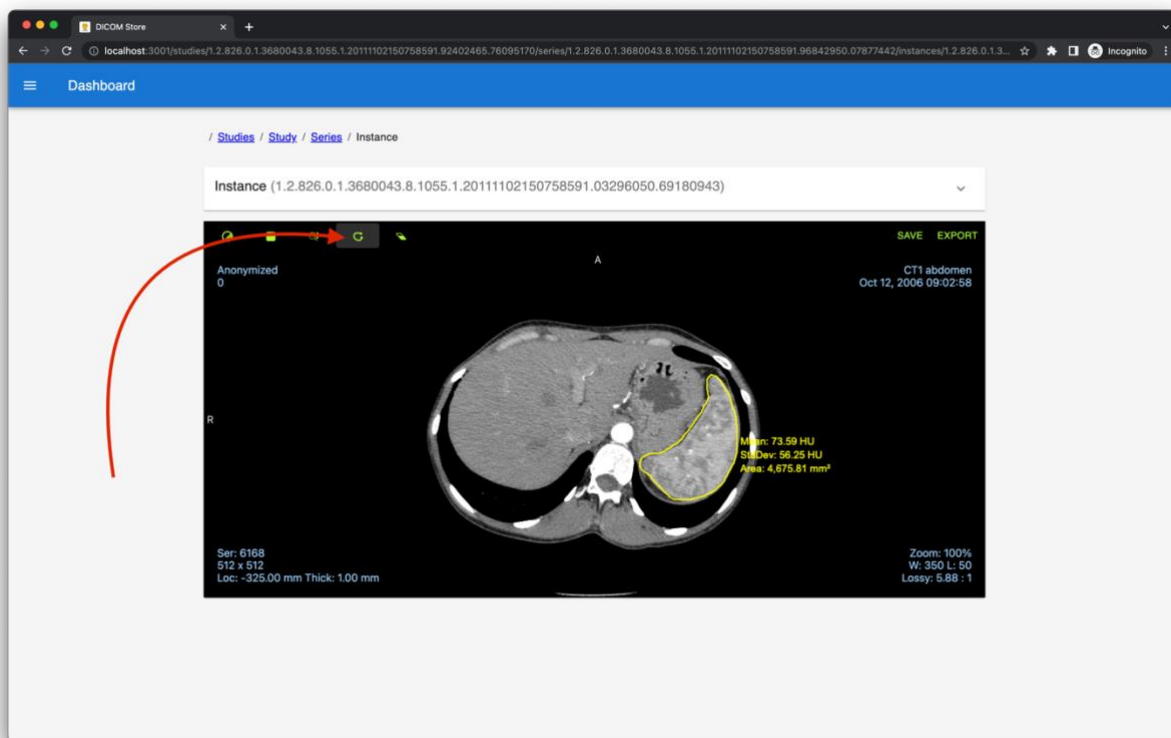 DICOM Store
localhost:3001/studies/1.2.826.0.1.3680043.8.1055.1.20111102150758591.92402465.76095170/series/1.2.826.0.1.3680043.8.1055.1.20111102150758591.96842950.07877442/instances/1.2.826.0.1.3...
Incognito
Dashboard
/ Studies / Study / Series / Instance
Instance (1.2.826.0.1.3680043.8.1055.1.20111102150758591.03296050.69180943)
SAVE EXPORT
Anonymized
0
A
CT1 abdomen
Oct 12, 2006 09:02:58
R
Mean: 73.59 HU
StdDev: 56.25 HU
Area: 4,675.81 mm²
Ser: 6168
512 x 512
Loc: -325.00 mm Thick: 1.00 mm
Zoom: 100%
W: 350 L: 50
Lossy: 5.88 : 1